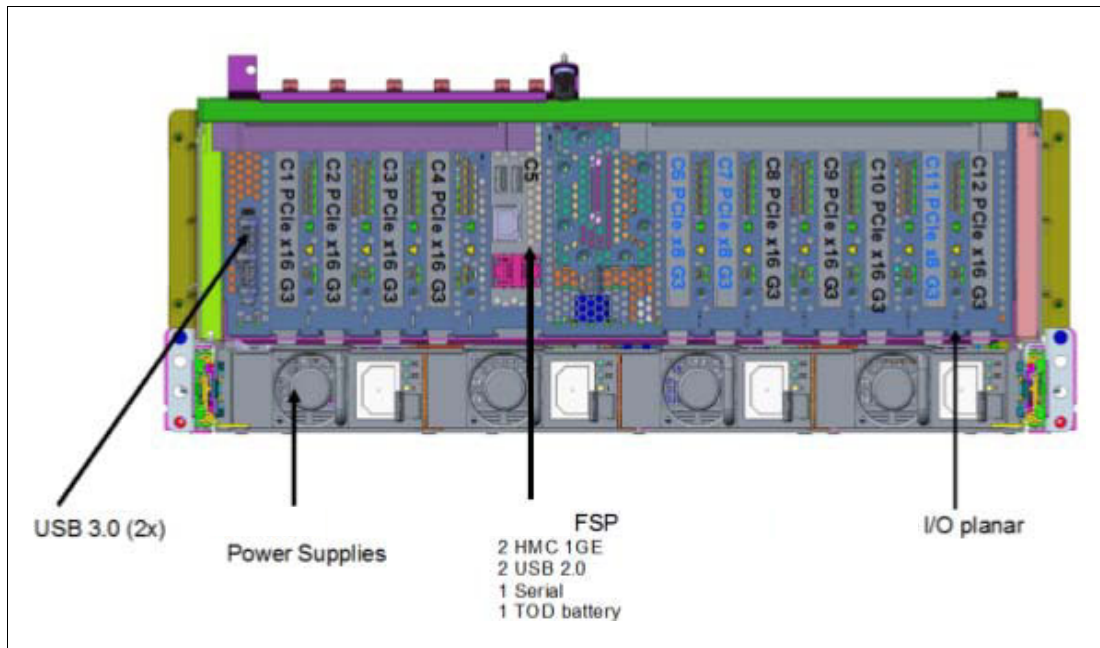 C1 PCIe x16 G3
C2 PCIe x16 G3
C3 PCIe x16 G3
C4 PCIe x16 G3
C5
C6 PCIe x8 G3
C7 PCIe x8 G3
C8 PCIe x16 G3
C9 PCIe x16 G3
C10 PCIe x16 G3
C11 PCIe x8 G3
C12 PCIe x16 G3
USB 3.0 (2x)
Power Supplies
FSP
2 HMC 1GE
2 USB 2.0
1 Serial
1 TOD battery
I/O planar